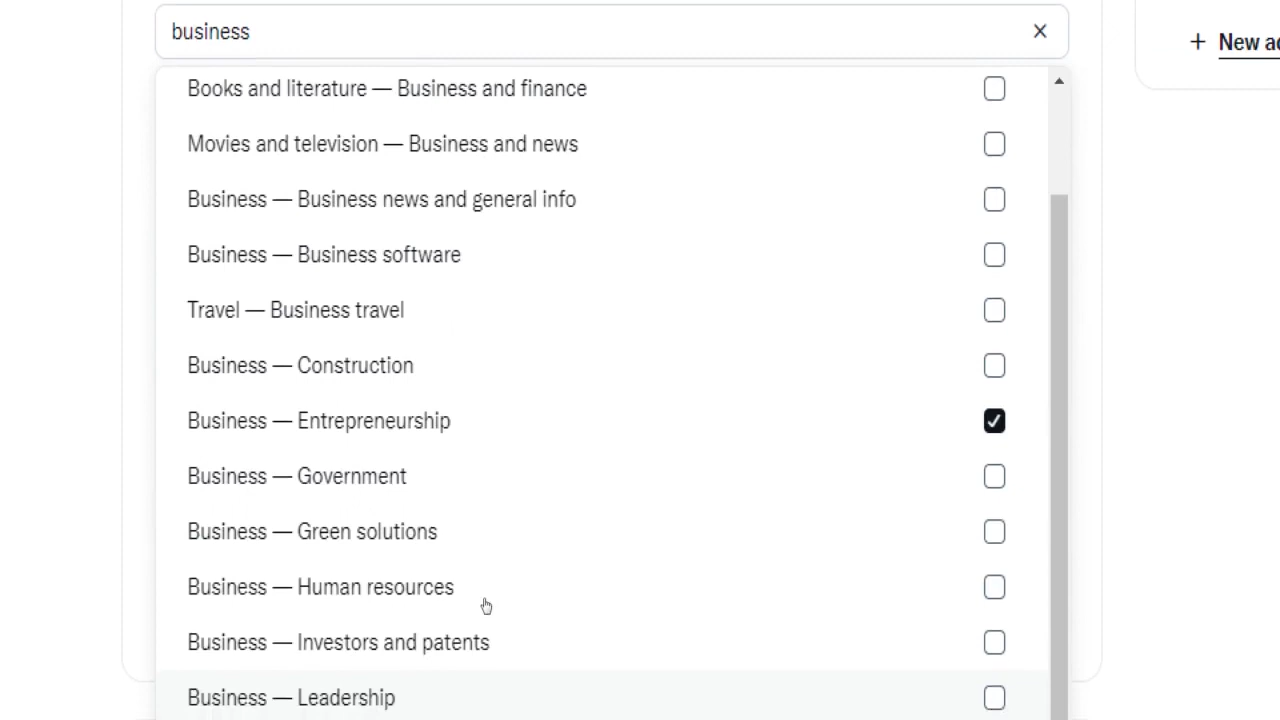 business
+ New
Books and literature — Business and finance
Movies and television — Business and news
Business — Business news and general info
Business — Business software
Travel — Business travel
Business — Construction
Business — Entrepreneurship
Business — Government
Business — Green solutions
Business — Human resources
Business — Investors and patents
Business — Leadership